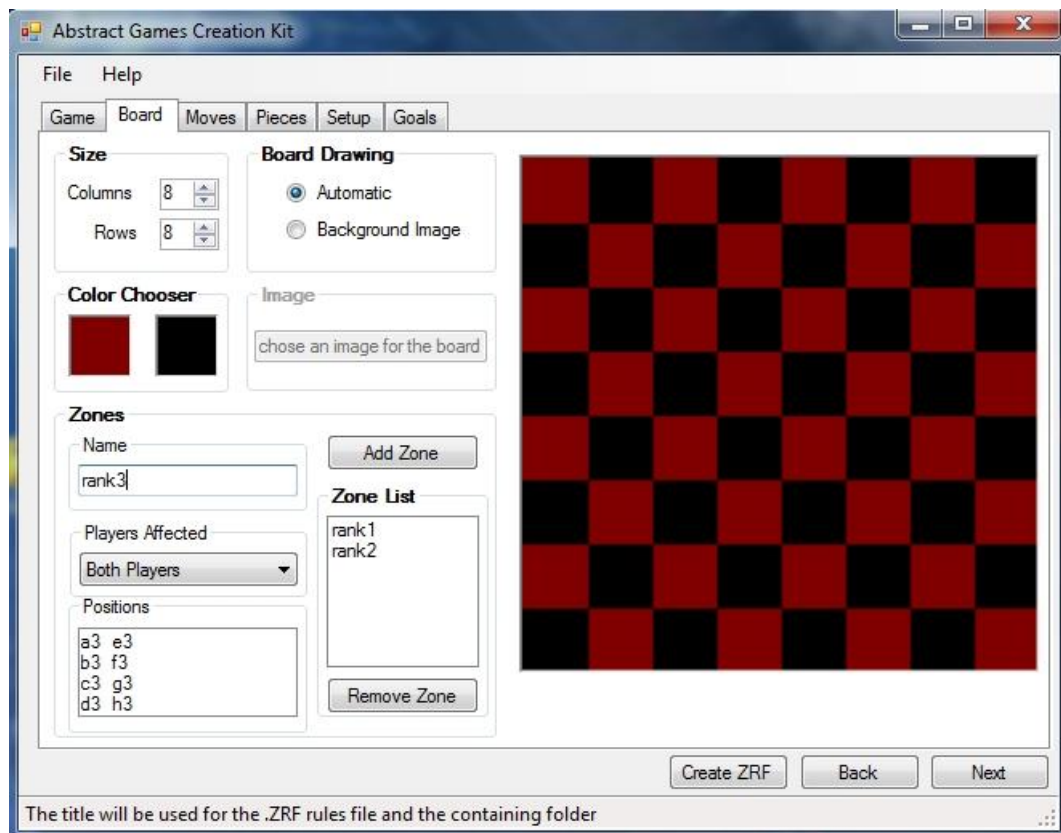 Abstract Games Creation Kit
File Help
Game Board Moves Pieces Setup Goals
Size
Columns 8
Rows 8
Board Drawing
Automatic
Background Image
Color Chooser
Image
chose an image for the board
Zones
Name
rank3
Add Zone
Players Affected
Both Players
Positions
a3 e3
b3 f3
c3 g3
d3 h3
Zone List
rank1
rank2
Remove Zone
Create ZRF Back Next
The title will be used for the .ZRF rules file and the containing folder